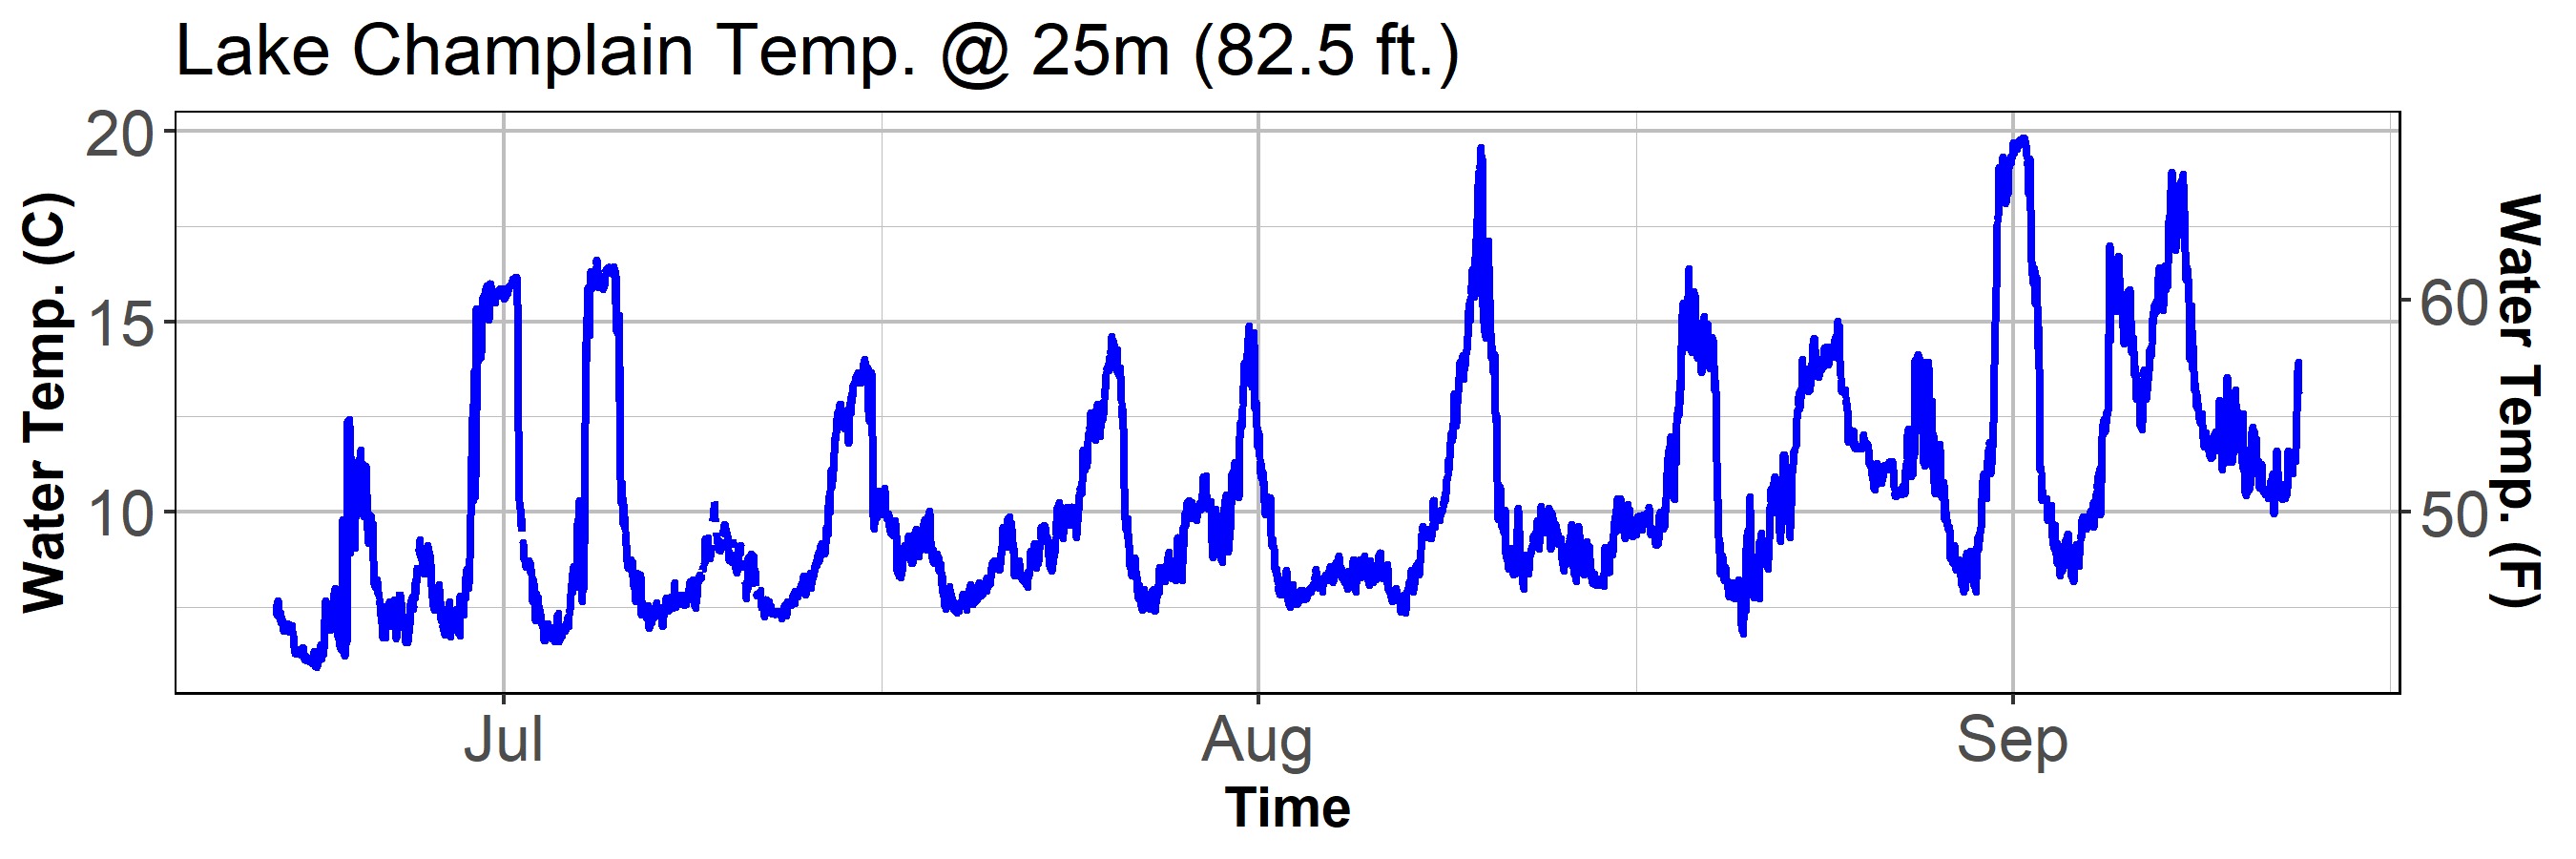 Lake Champlain Temp. @ 25m (82.5 ft.)
Water Temp. (C)
20
15
10
60
50
Water Temp. (F)
Jul
Aug
Sep
Time